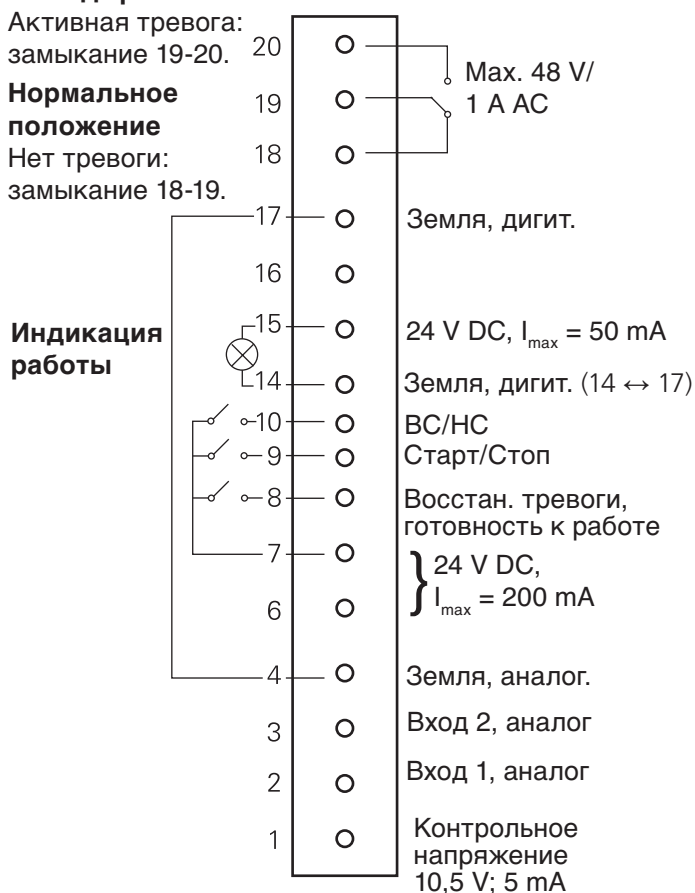 Активная тревога:
замыкание 19-20.
Нормальное
положение
Нет тревоги:
замыкание 18-19.
Индикация
работы
20
19
18
17
16
15
14
10
9
8
7
6
4
3
2
1
Max. 48 V/
1 A AC
Земля, дигит.
24 V DC, Imax = 50 mA
Земля, дигит. (14 ↔ 17)
ВС/НС
Старт/Стоп
Восстан. тревоги,
готовность к работе
24 V DC,
Imax = 200 mA
Земля, аналог.
Вход 2, аналог
Вход 1, аналог
Контрольное
напряжение
10,5 V; 5 mA